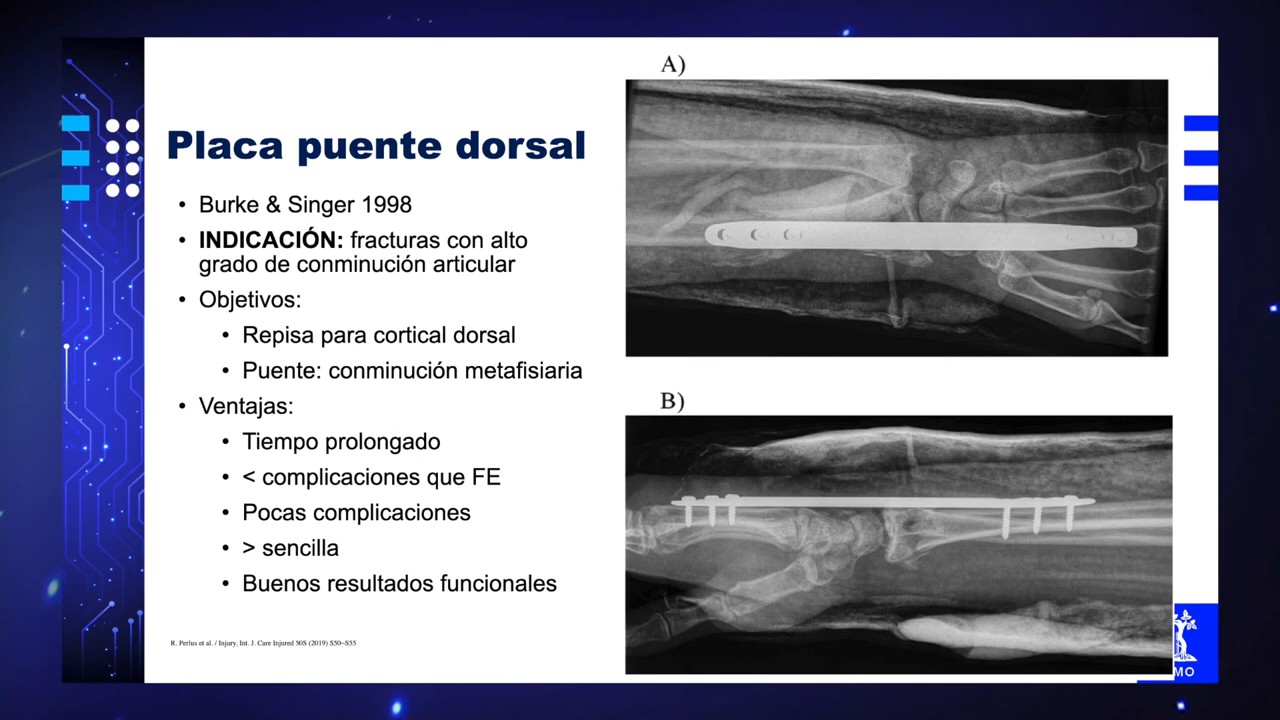 Placa puente dorsal
• Burke & Singer 1998
• INDICACIÓN: fracturas con alto
grado de conminución articular
• Objetivos:
• Repisa para cortical dorsal
• Puente: conminución metafisiaria
• Ventajas:
• Tiempo prolongado
• < complicaciones que FE
• Pocas complicaciones
• > sencilla
• Buenos resultados funcionales
R. Perlus et al. / Injury, Int. J. Care Injured 50S (2019) S50–S55
A)
B)
MO